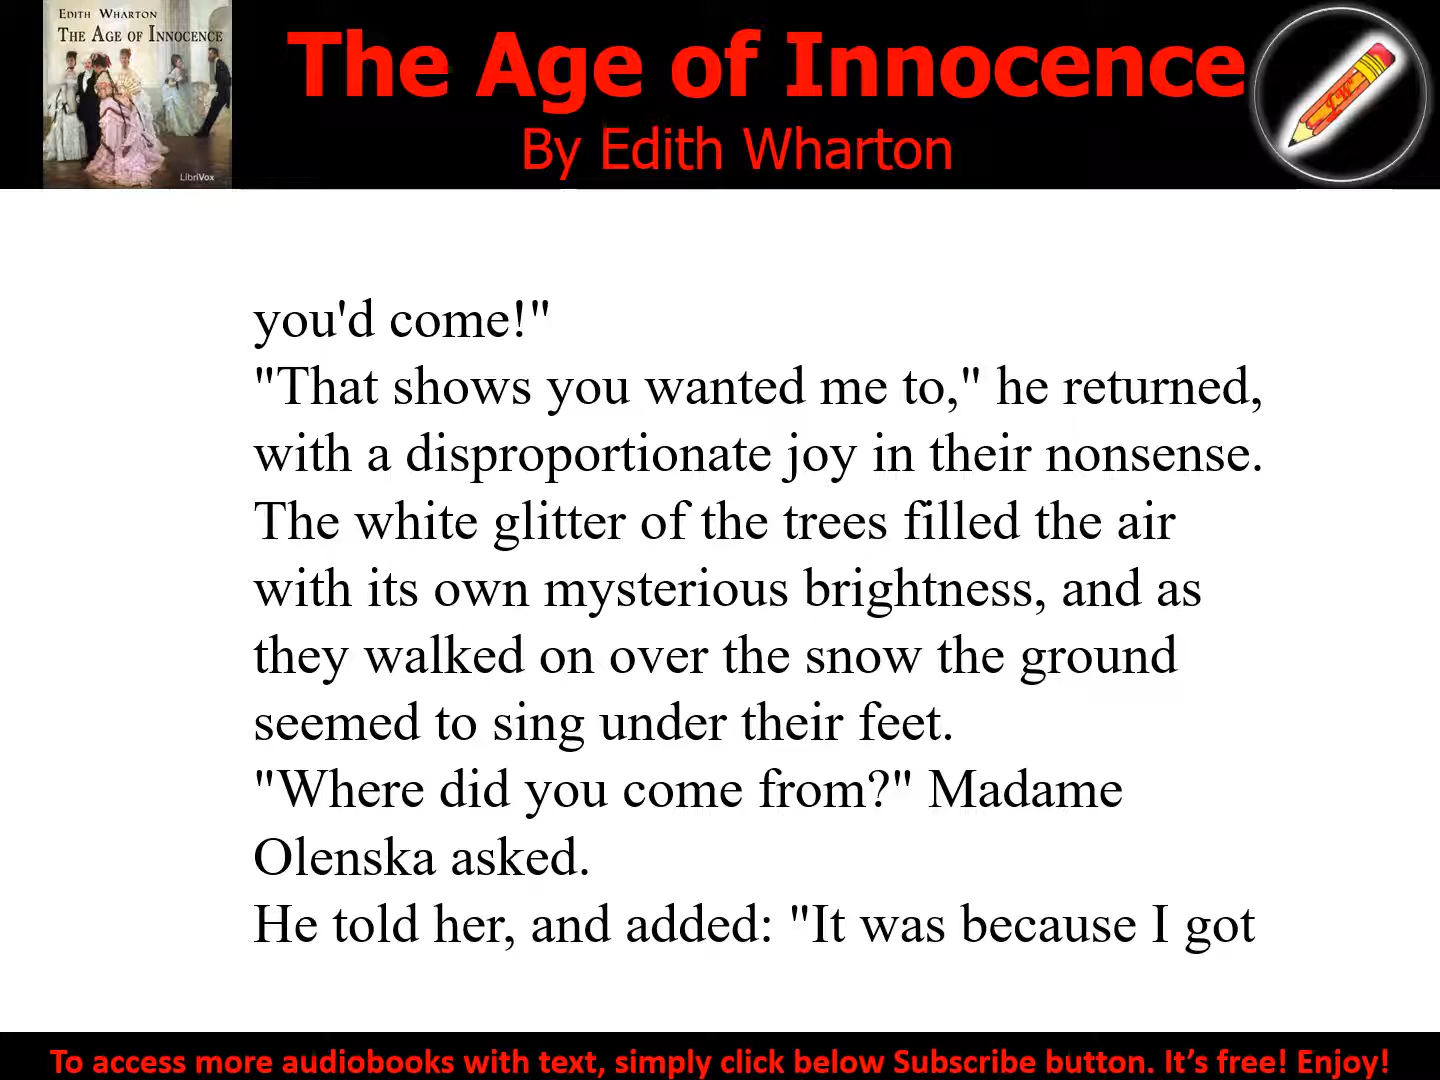 EDITH WHARTON
THE AGE OF INNOCENCE
LibriVox
The Age of Innocence
By Edith Wharton
you'd come!"
"That shows you wanted me to," he returned,
with a disproportionate joy in their nonsense.
The white glitter of the trees filled the air
with its own mysterious brightness, and as
they walked on over the snow the ground
seemed to sing under their feet.
"Where did you come from?" Madame
Olenska asked.
He told her, and added: "It was because I got
To access more audiobooks with text, simply click below Subscribe button. It's free! Enjoy!